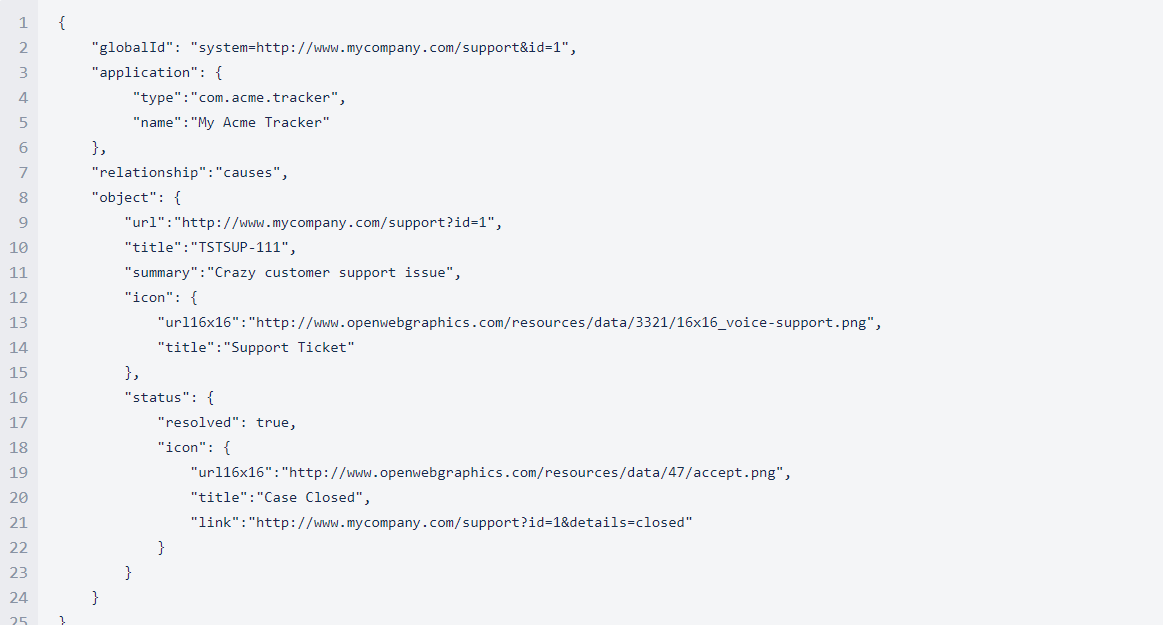 1 {
2     "globalId": "system=http://www.mycompany.com/support&id=1",
3     "application": {
4          "type":"com.acme.tracker",
5          "name":"My Acme Tracker"
6     },
7     "relationship":"causes",
8     "object": {
9         "url":"http://www.mycompany.com/support?id=1",
10         "title":"TSTSUP-111",
11         "summary":"Crazy customer support issue",
12         "icon": {
13             "url16x16":"http://www.openwebgraphics.com/resources/data/3321/16x16_voice-support.png",
14             "title":"Support Ticket"
15         },
16         "status": {
17             "resolved": true,
18             "icon": {
19                 "url16x16":"http://www.openwebgraphics.com/resources/data/47/accept.png",
20                 "title":"Case Closed",
21                 "link":"http://www.mycompany.com/support?id=1&details=closed"
22             }
23         }
24     }
25 }